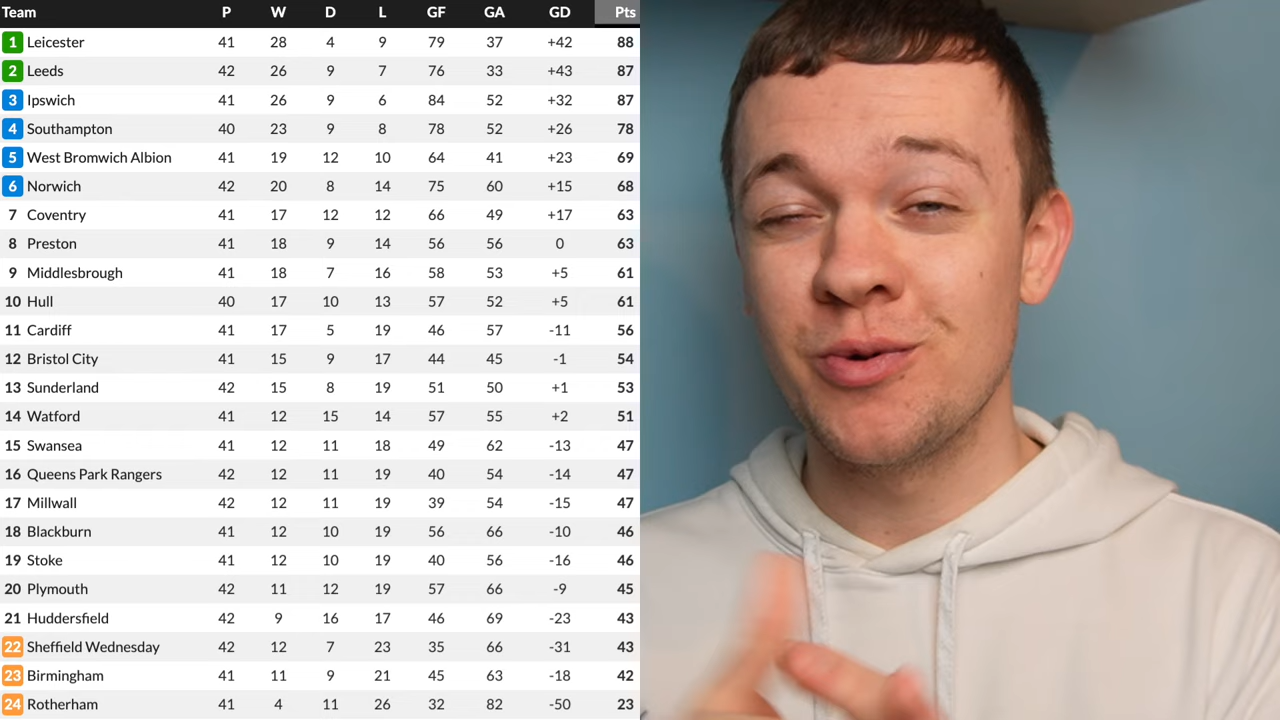 Team P W D L GF GA GD Pts
1 Leicester 41 28 4 9 79 37 +42 88
2 Leeds 42 26 9 7 76 33 +43 87
3 Ipswich 41 26 9 6 84 52 +32 87
4 Southampton 40 23 9 8 78 52 +26 78
5 West Bromwich Albion 41 19 12 10 64 41 +23 69
6 Norwich 42 20 8 14 75 60 +15 68
7 Coventry 41 17 12 12 66 49 +17 63
8 Preston 41 18 9 14 56 56 0 63
9 Middlesbrough 41 18 7 16 58 53 +5 61
10 Hull 40 17 10 13 57 52 +5 61
11 Cardiff 41 17 5 19 46 57 -11 56
12 Bristol City 41 15 9 17 44 45 -1 54
13 Sunderland 42 15 8 19 51 50 +1 53
14 Watford 41 12 15 14 57 55 +2 51
15 Swansea 41 12 11 18 49 62 -13 47
16 Queens Park Rangers 42 12 11 19 40 54 -14 47
17 Millwall 42 12 11 19 39 54 -15 47
18 Blackburn 41 12 10 19 56 66 -10 46
19 Stoke 41 12 10 19 40 56 -16 46
20 Plymouth 42 11 12 19 57 66 -9 45
21 Huddersfield 42 9 16 17 46 69 -23 43
22 Sheffield Wednesday 42 12 7 23 35 66 -31 43
23 Birmingham 41 11 9 21 45 63 -18 42
24 Rotherham 41 4 11 26 32 82 -50 23